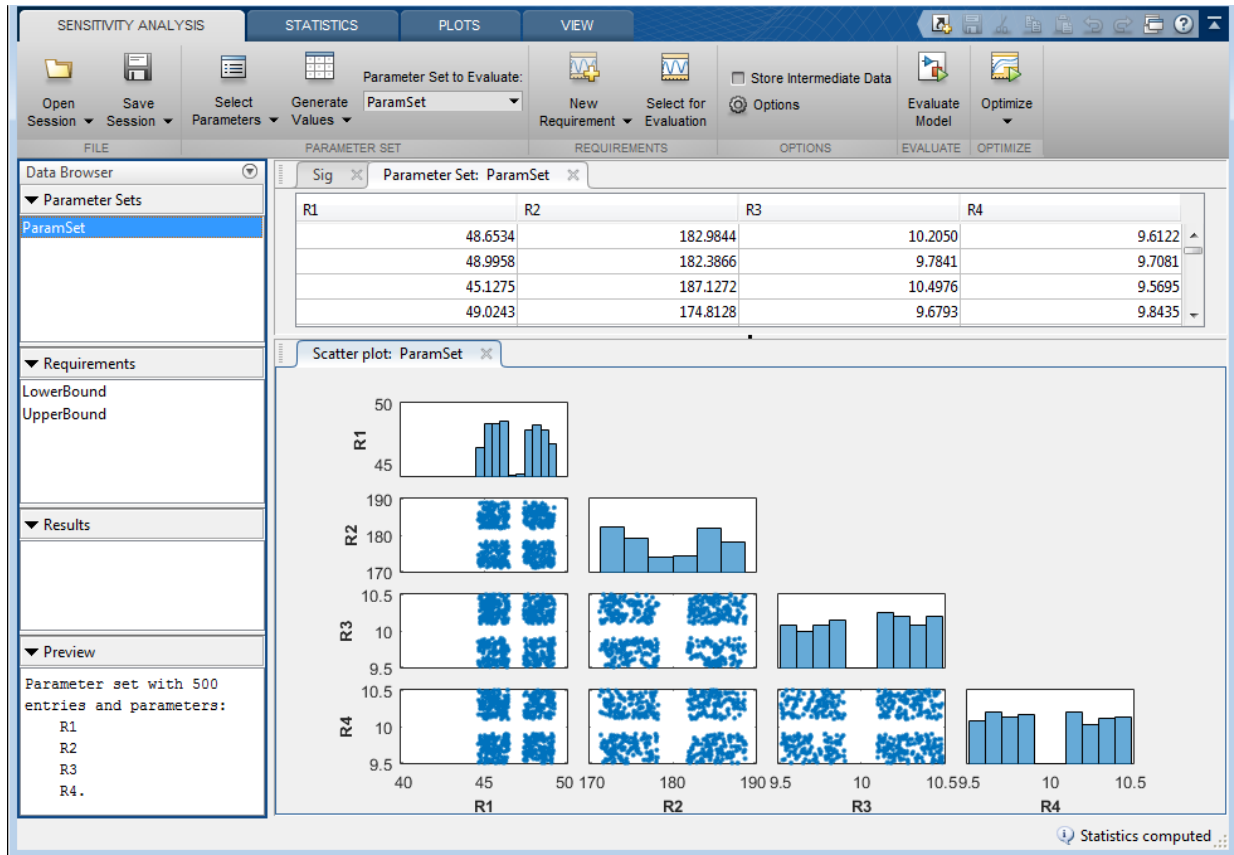 SENSITIVITY ANALYSIS STATISTICS PLOTS VIEW
Open Session Save Session Select Parameters Generate Values Parameter Set to Evaluate: ParamSet New Requirement Select for Evaluation Store Intermediate Data Options Evaluate Model Optimize
FILE PARAMETER SET REQUIREMENTS OPTIONS EVALUATE OPTIMIZE
Data Browser
Parameter Sets
ParamSet
Requirements
LowerBound
UpperBound
Results
Preview
Parameter set with 500
entries and parameters:
R1
R2
R3
R4.
Sig Parameter Set: ParamSet
R1 R2 R3 R4
48.6534 182.9844 10.2050 9.6122
48.9958 182.3866 9.7841 9.7081
45.1275 187.1272 10.4976 9.5695
49.0243 174.8128 9.6793 9.8435
Scatter plot: ParamSet
50
R1
45
190
R2
180
170
10.5
R3
10
9.5
10.5
R4
10
9.5
40 45 50 170 180 190 9.5 10 10.5 9.5 10 10.5
R1 R2 R3 R4
Statistics computed